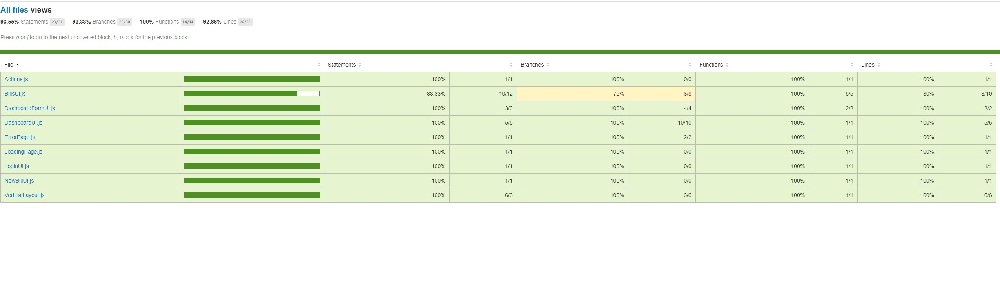 All files views
93.55% Statements 29/31 93.33% Branches 28/30 100% Functions 14/14 92.86% Lines 26/28
Press n or j to go to the next uncovered block, b, p or k for the previous block.
File Statements Branches Functions Lines
Actions.js 100% 1/1 100% 0/0 100% 1/1 100% 1/1
BillsUI.js 83.33% 10/12 75% 6/8 100% 5/5 80% 8/10
DashboardFormUI.js 100% 3/3 100% 4/4 100% 2/2 100% 2/2
DashboardUI.js 100% 5/5 100% 10/10 100% 1/1 100% 5/5
ErrorPage.js 100% 1/1 100% 2/2 100% 1/1 100% 1/1
LoadingPage.js 100% 1/1 100% 0/0 100% 1/1 100% 1/1
LoginUI.js 100% 1/1 100% 0/0 100% 1/1 100% 1/1
NewBillUI.js 100% 1/1 100% 0/0 100% 1/1 100% 1/1
VerticalLayout.js 100% 6/6 100% 6/6 100% 1/1 100% 6/6